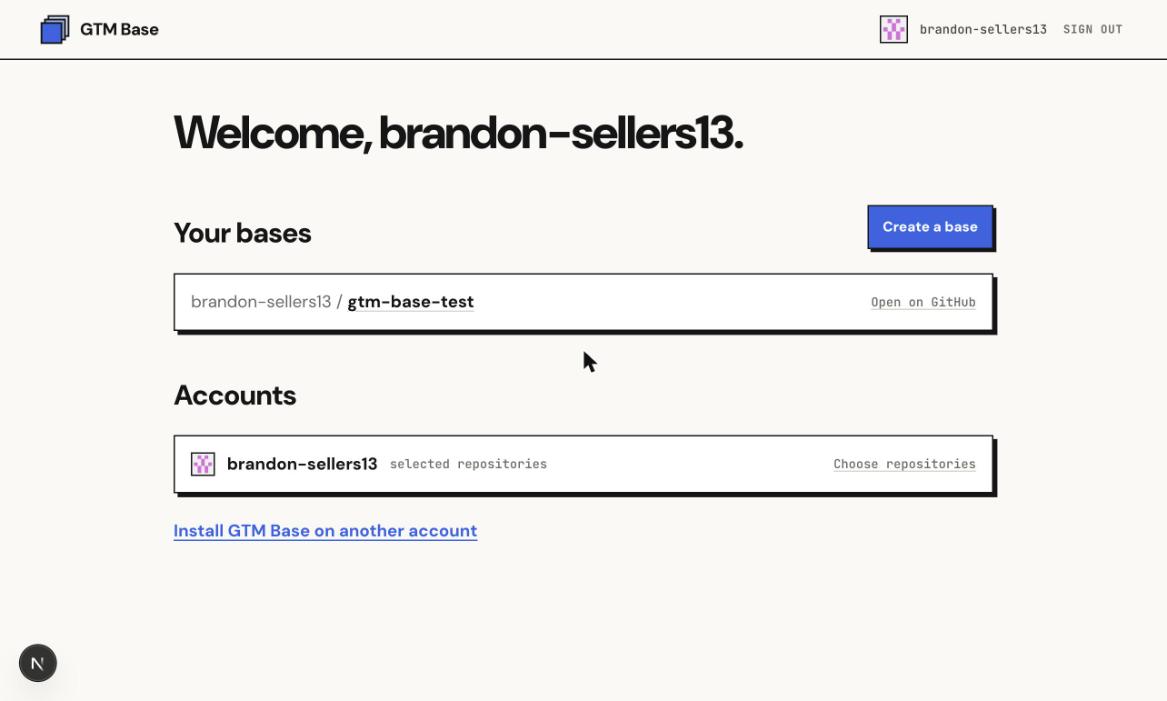 GTM Base
brandon-sellers13 SIGN OUT
Welcome, brandon-sellers13.
Your bases
Create a base
brandon-sellers13 / gtm-base-test
Open on GitHub
Accounts
brandon-sellers13 selected repositories
Choose repositories
Install GTM Base on another account
N